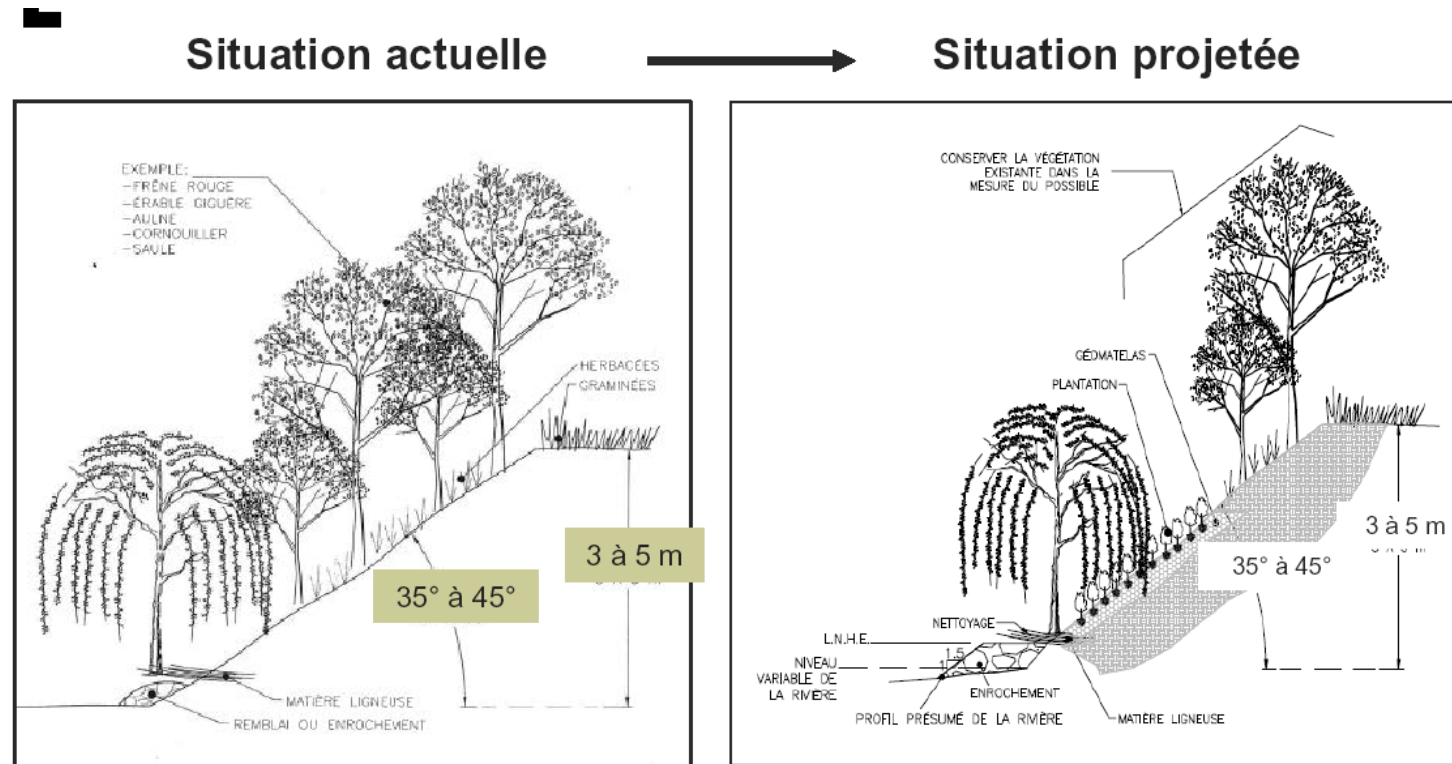 Situation actuelle
Situation projetée
EXEMPLE:
-FRÊNE ROUGE
-ÉRABLE GIGUÈRE
-AULNE
-CORNOUILLER
-SAULE
HERBACÉES
GRAMINÉES
3 à 5 m
35° à 45°
MATIÈRE LIGNEUSE
REMBLAI OU ENROCHEMENT
CONSERVER LA VÉGÉTATION
EXISTANTE DANS LA
MESURE DU POSSIBLE
GÉOMATELAS
PLANTATION
3 à 5 m
35° à 45°
NETTOYAGE
L.N.H.E.
1.5
1
NIVEAU
VARIABLE DE
LA RIVIÈRE
ENROCHEMENT
PROFIL PRÉSUMÉ DE LA RIVIÈRE
MATIÈRE LIGNEUSE